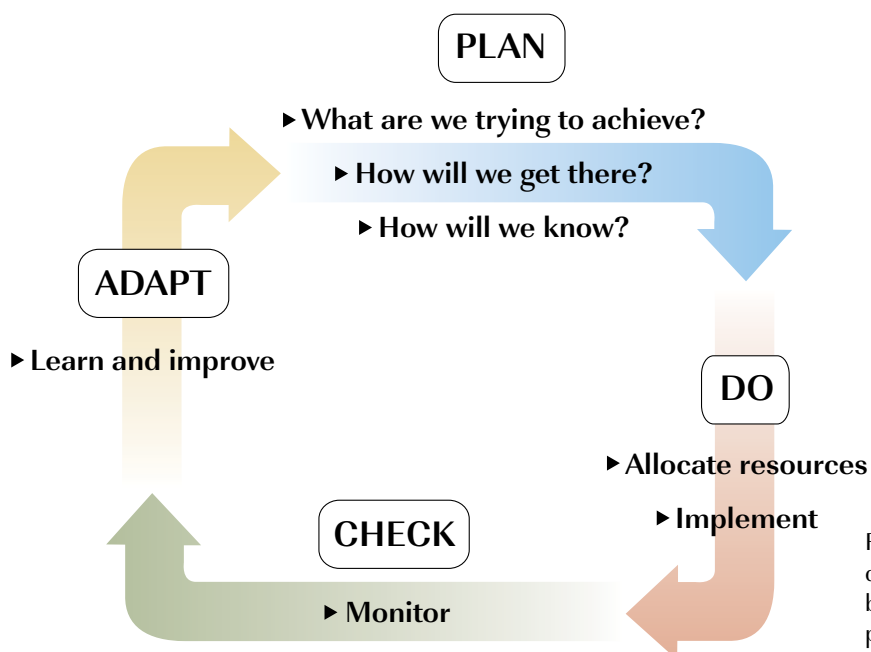 PLAN
▸ What are we trying to achieve?
▸ How will we get there?
▸ How will we know?
ADAPT
▸ Learn and improve
DO
▸ Allocate resources
▸ Implement
CHECK
▸ Monitor